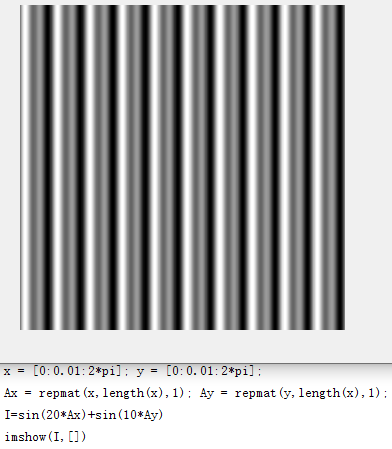 x = [0:0.01:2*pi]; y = [0:0.01:2*pi];
Ax = repmat(x,length(x),1); Ay = repmat(y,length(x),1);
I=sin(20*Ax)+sin(10*Ay)
imshow(I,[])